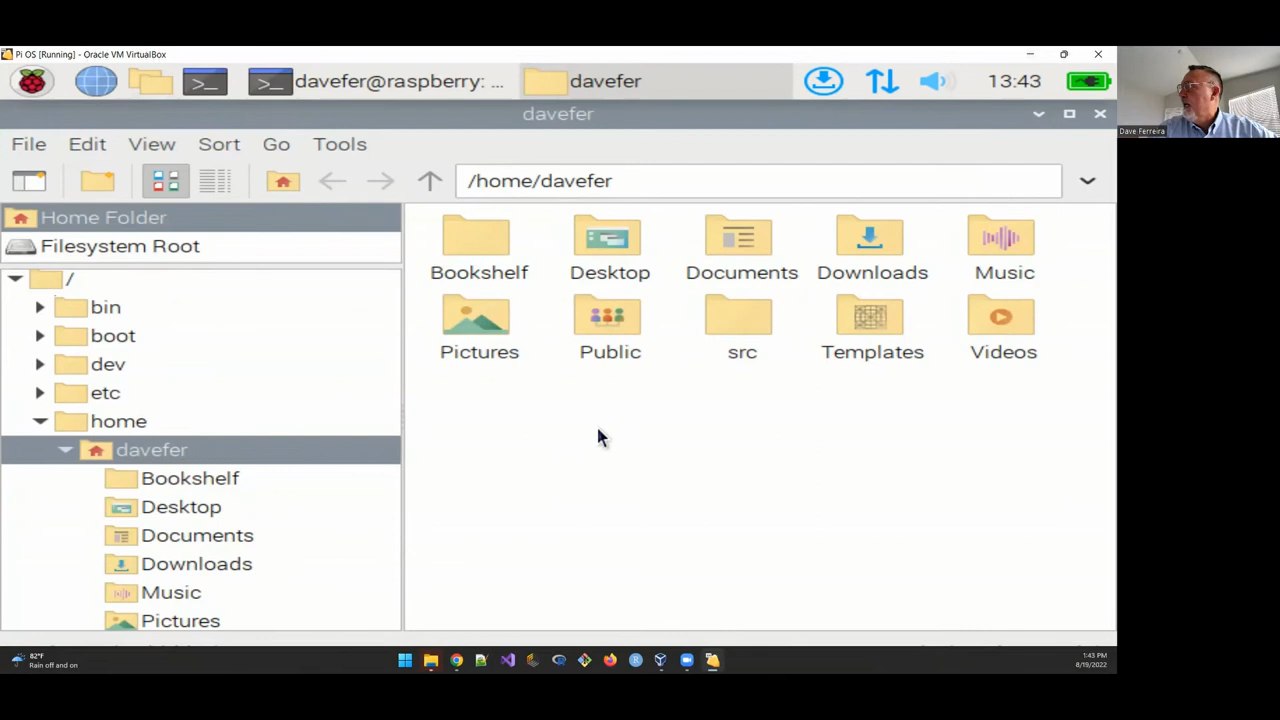 Pi OS [Running] - Oracle VM VirtualBox
>_ >_ davefer@raspberry: ... davefer 13:43
davefer
File Edit View Sort Go Tools
/home/davefer
Home Folder
Filesystem Root
/
bin
boot
dev
etc
home
davefer
Bookshelf
Desktop
Documents
Downloads
Music
Pictures
Bookshelf Desktop Documents Downloads Music
Pictures Public src Templates Videos
Dave Ferreira
82°F
Rain off and on
1:43 PM
8/19/2022